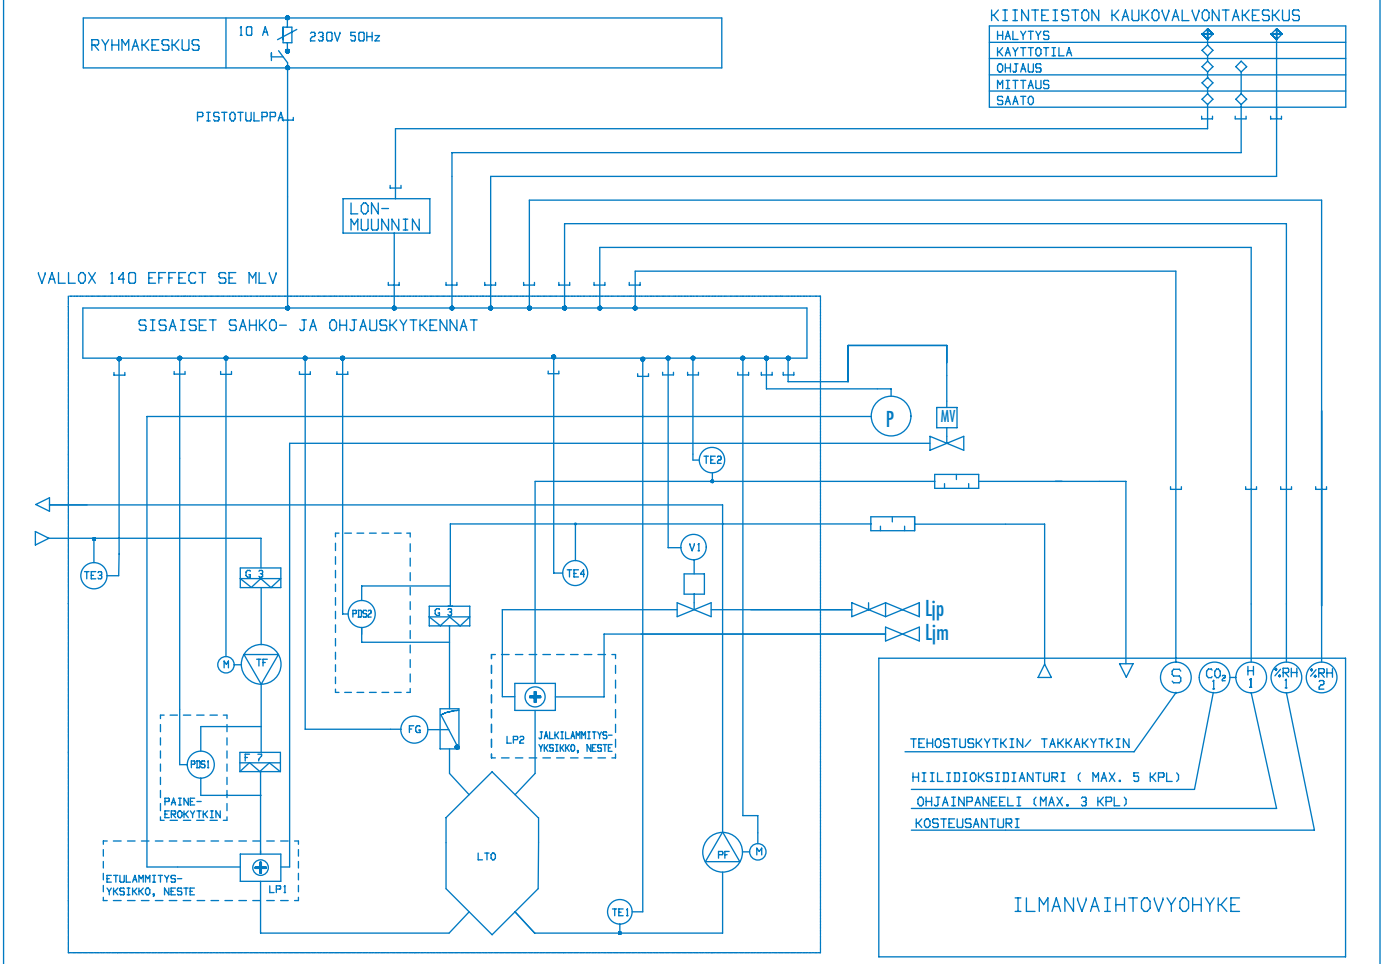 KIINTEISTON KAUKOVALVONTAKESKUS
HALYTYS
KAYTTOTILA
OHJAUS
MITTAUS
SAATO
RYHMAKESKUS
10 A
230V 50Hz
PISTOTULPPA
LON-
MUUNNIN
VALLOX 140 EFFECT SE MLV
SISAISET SAHKO- JA OHJAUSKYTKENNAT
P
MV
TE2
V1
TE3
G 3
TE4
PDS2
G 3
Ljp
Ljm
M
TF
FG
LP2
JALKILAMMITYS-
YKSIKKO, NESTE
PDS1
F 7
PAINE-
EROKYTKIN
LTO
PF
M
ETULAMMITYS-
YKSIKKO, NESTE
LP1
TE1
S
CO2
1
H
1
%RH
1
%RH
2
TEHOSTUSKYTKIN/ TAKKAKYTKIN
HIILIDIOKSIDIANTURI ( MAX. 5 KPL)
OHJAINPANEELI (MAX. 3 KPL)
KOSTEUSANTURI
ILMANVAIHTOVYOHYKE